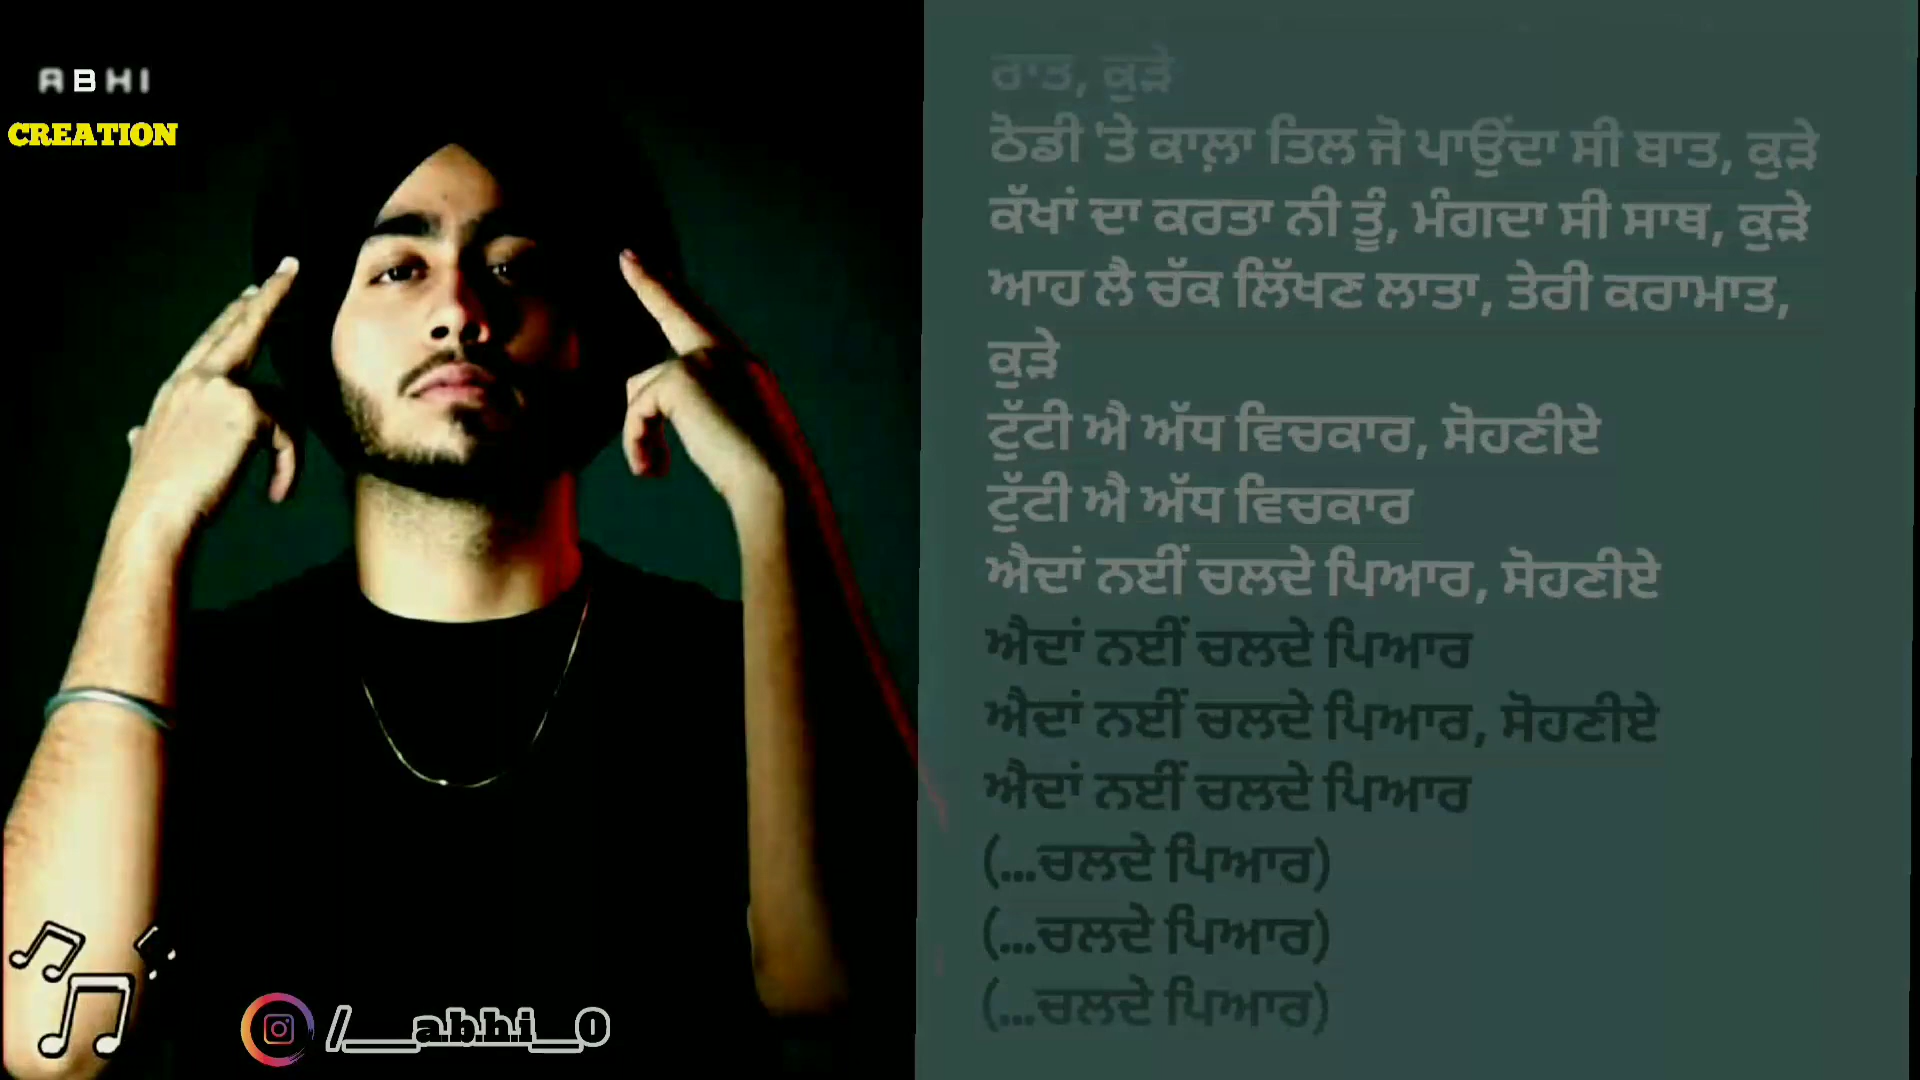 ABHI
CREATION
ਰਾਤ, ਕੁੜੇ
ਠੋਡੀ 'ਤੇ ਕਾਲ਼ਾ ਤਿਲ ਜੋ ਪਾਉਂਦਾ ਸੀ ਬਾਤ, ਕੁੜੇ
ਕੱਖਾਂ ਦਾ ਕਰਤਾ ਨੀ ਤੂੰ, ਮੰਗਦਾ ਸੀ ਸਾਥ, ਕੁੜੇ
ਆਹ ਲੈ ਚੱਕ ਲਿੱਖਣ ਲਾਤਾ, ਤੇਰੀ ਕਰਾਮਾਤ,
ਕੁੜੇ
ਟੁੱਟੀ ਐ ਅੱਧ ਵਿਚਕਾਰ, ਸੋਹਣੀਏ
ਟੁੱਟੀ ਐ ਅੱਧ ਵਿਚਕਾਰ
ਐਦਾਂ ਨਈਂ ਚਲਦੇ ਪਿਆਰ, ਸੋਹਣੀਏ
ਐਦਾਂ ਨਈਂ ਚਲਦੇ ਪਿਆਰ
ਐਦਾਂ ਨਈਂ ਚਲਦੇ ਪਿਆਰ, ਸੋਹਣੀਏ
ਐਦਾਂ ਨਈਂ ਚਲਦੇ ਪਿਆਰ
(...ਚਲਦੇ ਪਿਆਰ)
(...ਚਲਦੇ ਪਿਆਰ)
(...ਚਲਦੇ ਪਿਆਰ)
/__abhi_0